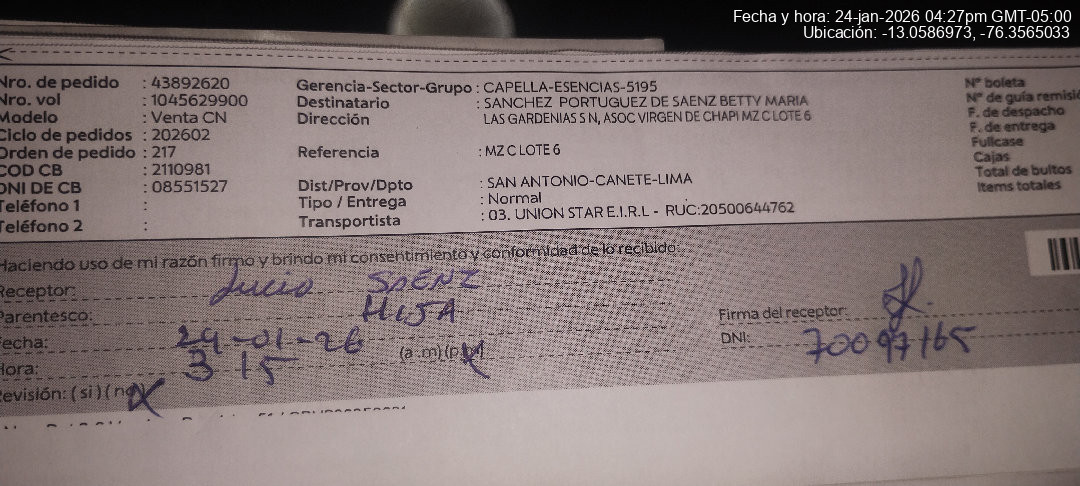 Fecha y hora: 24-jan-2026 04:27pm GMT-05:00
Ubicación: -13.0586973, -76.3565033
Nro. de pedido : 43892620
Nro. vol : 1045629900
Modelo : Venta CN
Ciclo de pedidos : 202602
Orden de pedido : 217
COD CB : 2110981
DNI DE CB : 08551527
Teléfono 1 :
Teléfono 2 :
Gerencia-Sector-Grupo : CAPELLA-ESENCIAS-5195
Destinatario : SANCHEZ PORTUGUEZ DE SAENZ BETTY MARIA
Dirección LAS GARDENIAS S N, ASOC VIRGEN DE CHAPI MZ C LOTE 6
Referencia : MZ C LOTE 6
Dist/Prov/Dpto : SAN ANTONIO-CANETE-LIMA
Tipo / Entrega : Normal
Transportista : 03. UNION STAR E.I.R.L - RUC:20500644762
N° boleta
N° de guía remisió
F. de despacho
F. de entrega
Fullcase
Cajas
Total de bultos
Items totales
Haciendo uso de mi razón firmo y brindo mi consentimiento y conformidad de lo recibido.
Receptor: Lucia SAENZ
Parentesco: HIJA
Fecha: 24-01-26
Hora: 3 15 (a.m)(p.m)
Revisión: (si)(no)
Firma del receptor:
DNI: 70097165